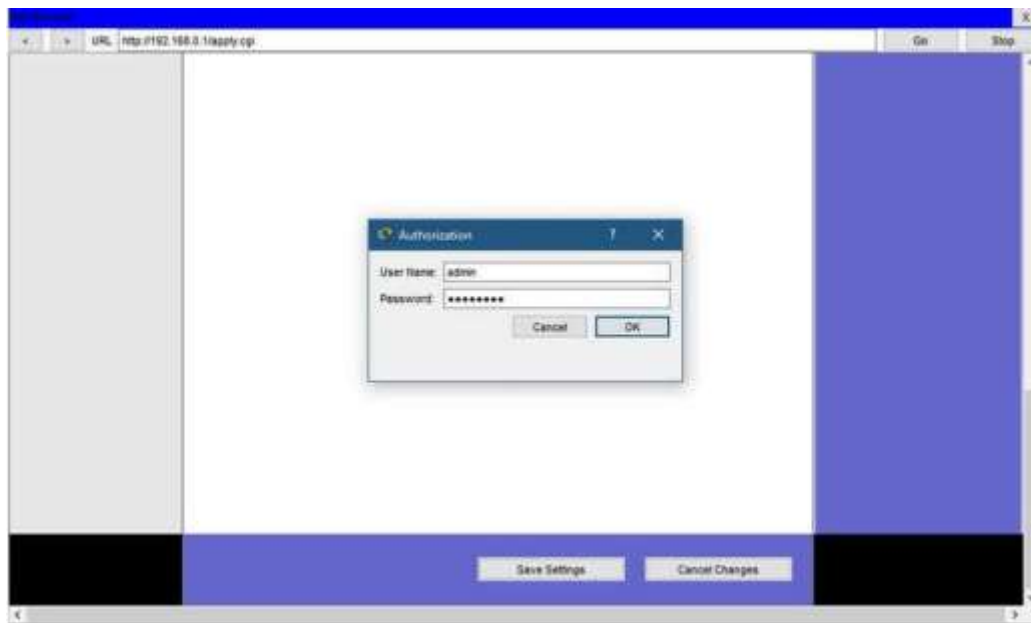 < > URL http://192.168.0.1/apply.cgi Go Stop
Authorization ? ×
User Name: admin
Password: ●●●●●●●●
Cancel OK
Save Settings Cancel Changes